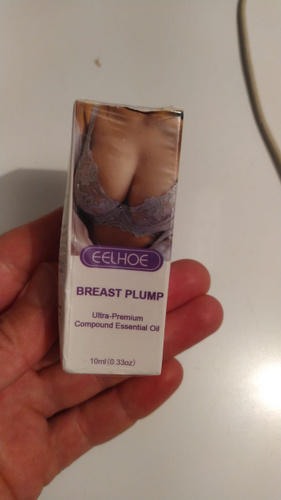 EELHOE
BREAST PLUMP
Ultra-Premium
Compound Essential Oil
10ml(0.33oz)